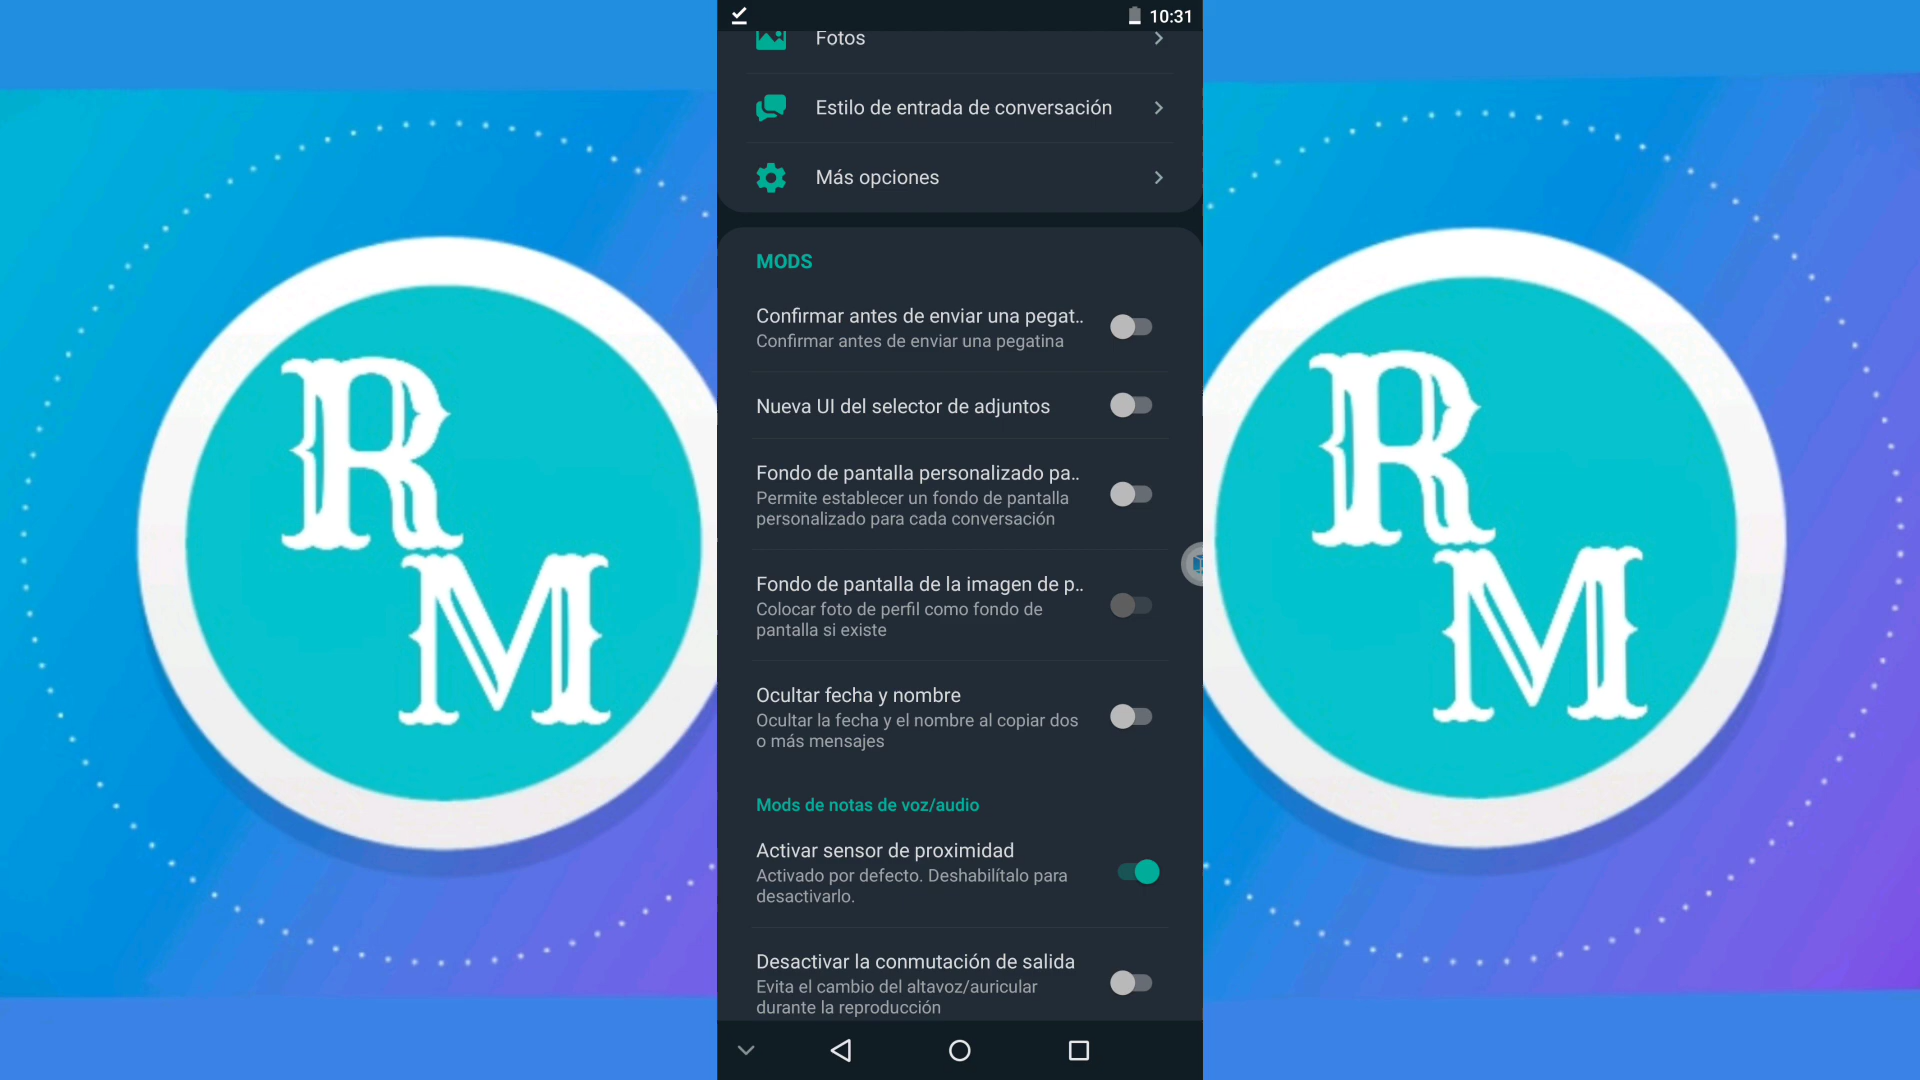 10:31
Fotos
Estilo de entrada de conversación
Más opciones
MODS
Confirmar antes de enviar una pegat..
Confirmar antes de enviar una pegatina
Nueva UI del selector de adjuntos
Fondo de pantalla personalizado pa..
Permite establecer un fondo de pantalla
personalizado para cada conversación
Fondo de pantalla de la imagen de p..
Colocar foto de perfil como fondo de
pantalla si existe
Ocultar fecha y nombre
Ocultar la fecha y el nombre al copiar dos
o más mensajes
Mods de notas de voz/audio
Activar sensor de proximidad
Activado por defecto. Deshabilítalo para
desactivarlo.
Desactivar la conmutación de salida
Evita el cambio del altavoz/auricular
durante la reproducción
R
M
R
M